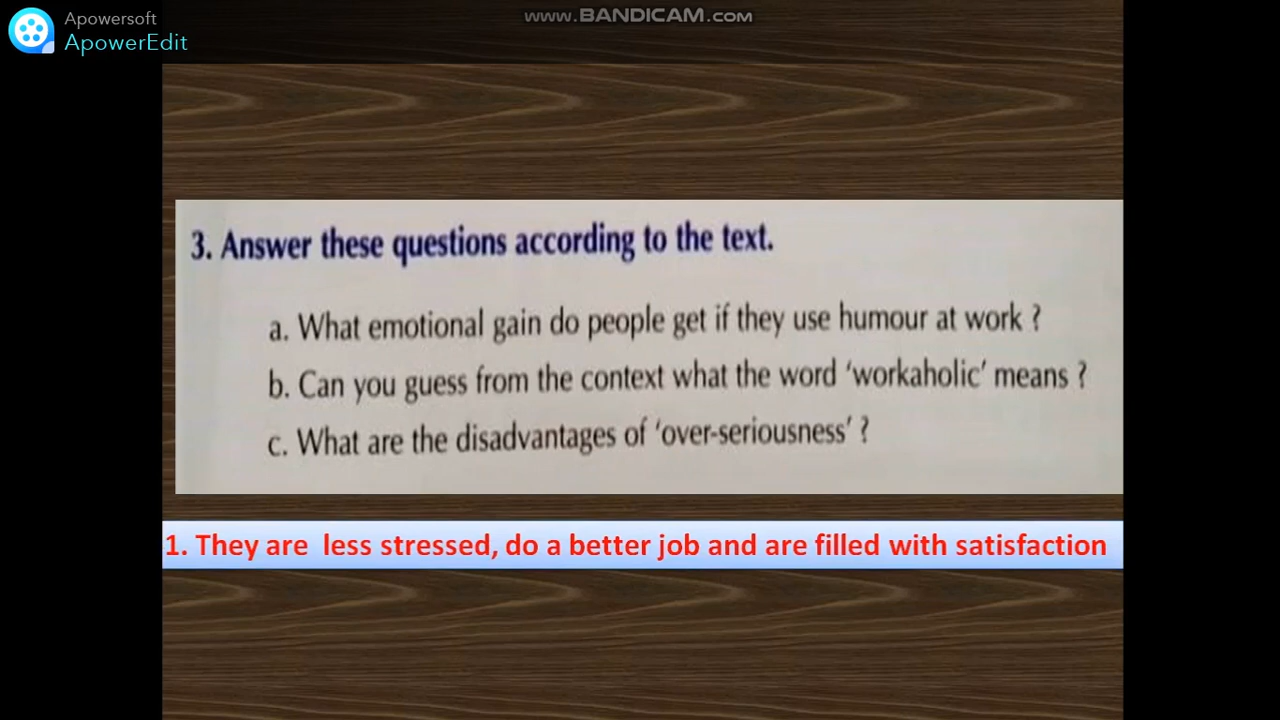 Apowersoft
ApowerEdit
www.BANDICAM.com
3. Answer these questions according to the text.
a. What emotional gain do people get if they use humour at work ?
b. Can you guess from the context what the word ‘workaholic’ means ?
c. What are the disadvantages of ‘over-seriousness’ ?
1. They are  less stressed, do a better job and are filled with satisfaction